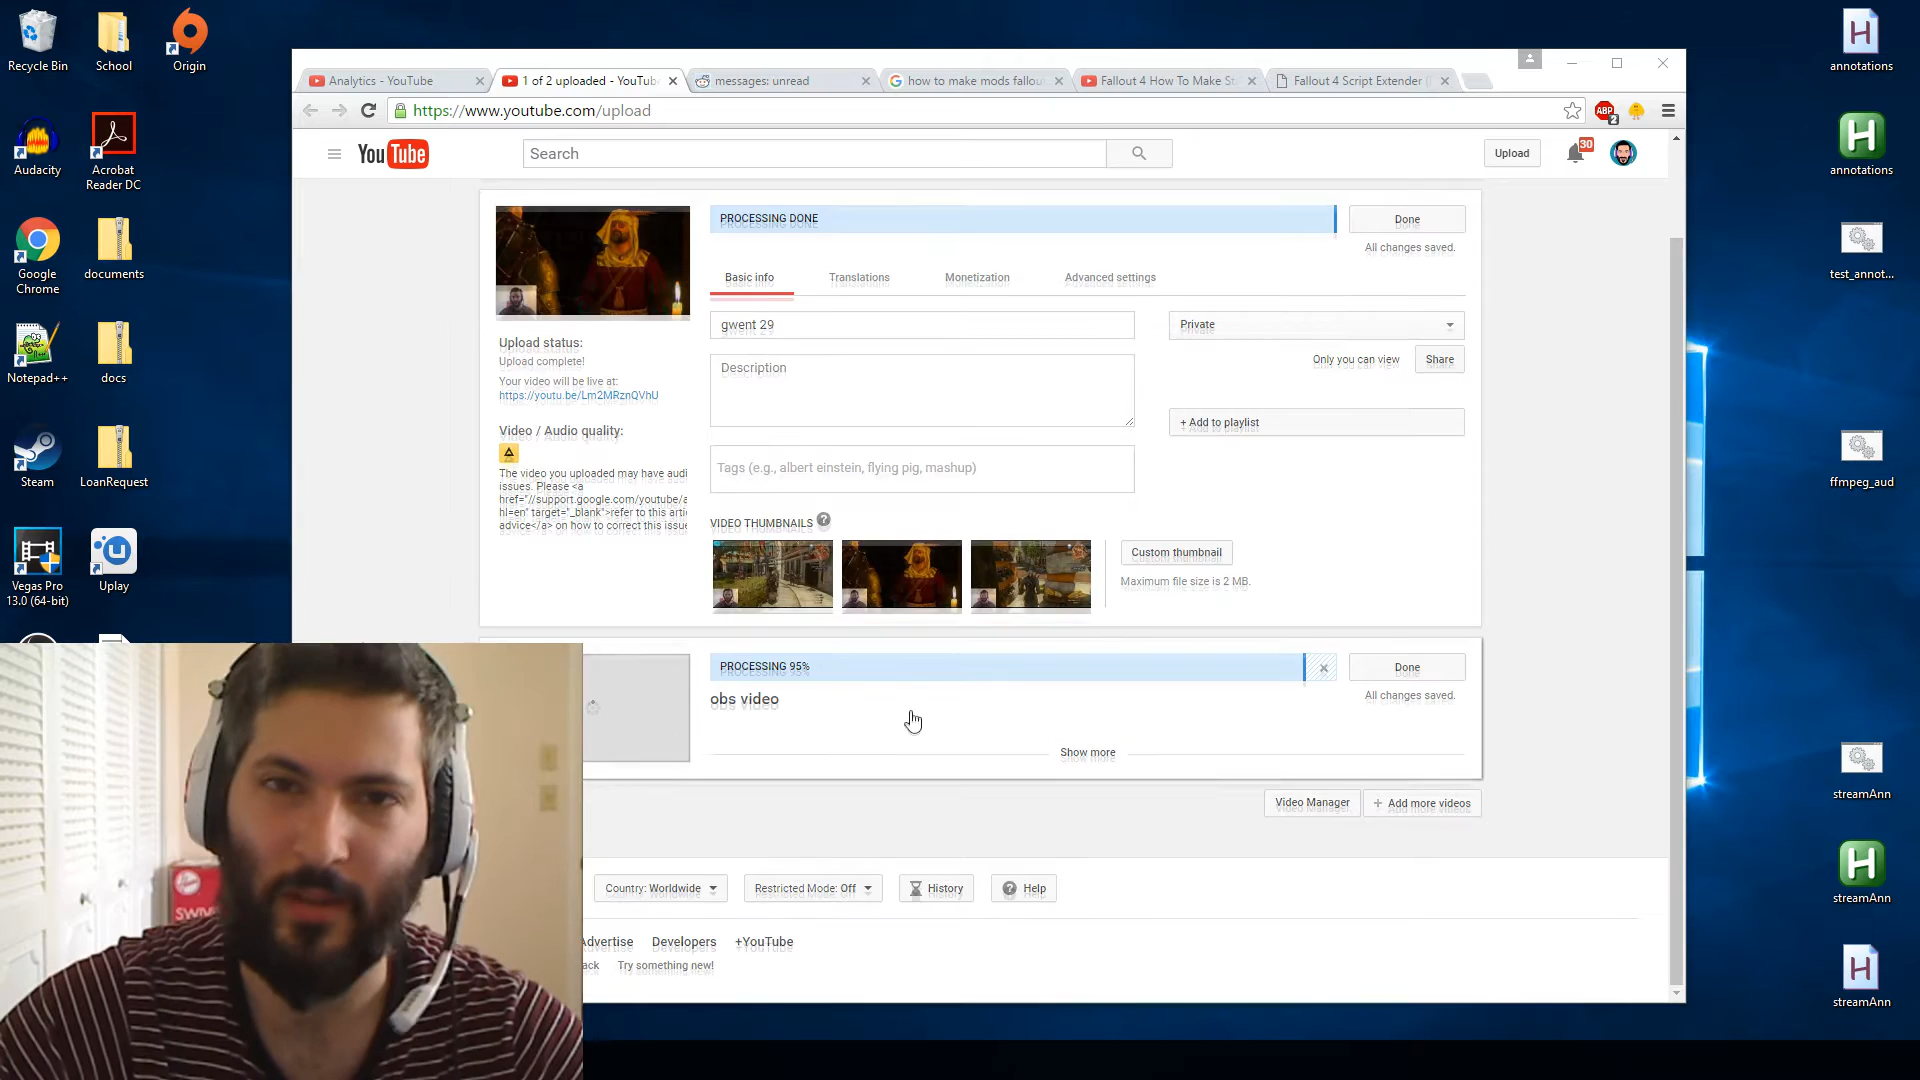 Recycle Bin
School
Origin
Audacity
Acrobat
Reader DC
Google
Chrome
documents
Notepad++
docs
Steam
LoanRequest
Vegas Pro
13.0 (64-bit)
Uplay
Analytics - YouTube
1 of 2 uploaded - YouTub
messages: unread
how to make mods fallou
Fallout 4 How To Make St
Fallout 4 Script Extender (
https://www.youtube.com/upload
ABP
2
YouTube
Search
Upload
30
PROCESSING DONE
Done
All changes saved.
Basic info
Translations
Monetization
Advanced settings
gwent 29
Private
Upload status:
Upload complete!
Your video will be live at:
https://youtu.be/Lm2MRznQVhU
Description
Only you can view
Share
+ Add to playlist
Video / Audio quality:
The video you uploaded may have audi
issues. Please <a
href="//support.google.com/youtube/a
hl=en" target="_blank">refer to this arti
advice</a> on how to correct this issue
Tags (e.g., albert einstein, flying pig, mashup)
VIDEO THUMBNAILS ?
Custom thumbnail
Maximum file size is 2 MB.
PROCESSING 95%
Done
obs video
All changes saved.
Show more
Video Manager
+ Add more videos
Country: Worldwide
Restricted Mode: Off
History
Help
Advertise
Developers
+YouTube
ack
Try something new!
SWIV
annotations
annotations
test_annot...
ffmpeg_aud
streamAnn
streamAnn
streamAnn